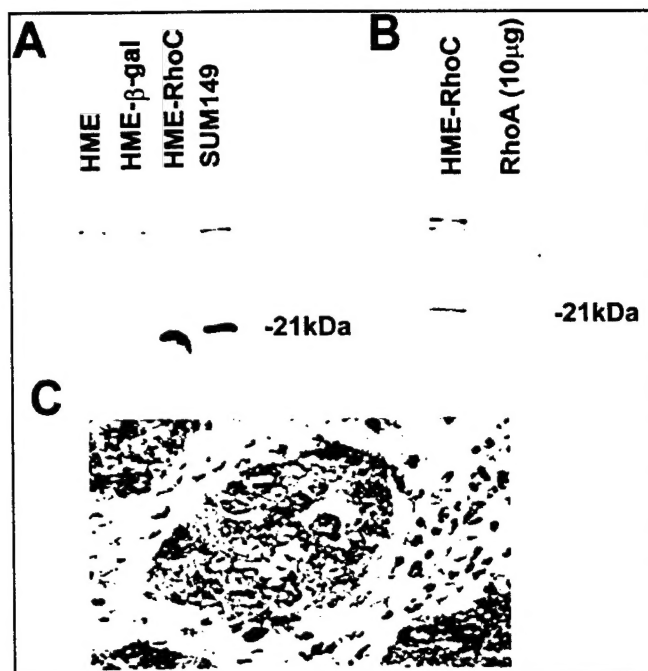 A
HME
HME-β-gal
HME-RhoC
SUM149
-21kDa
B
HME-RhoC
RhoA (10μg)
-21kDa
C